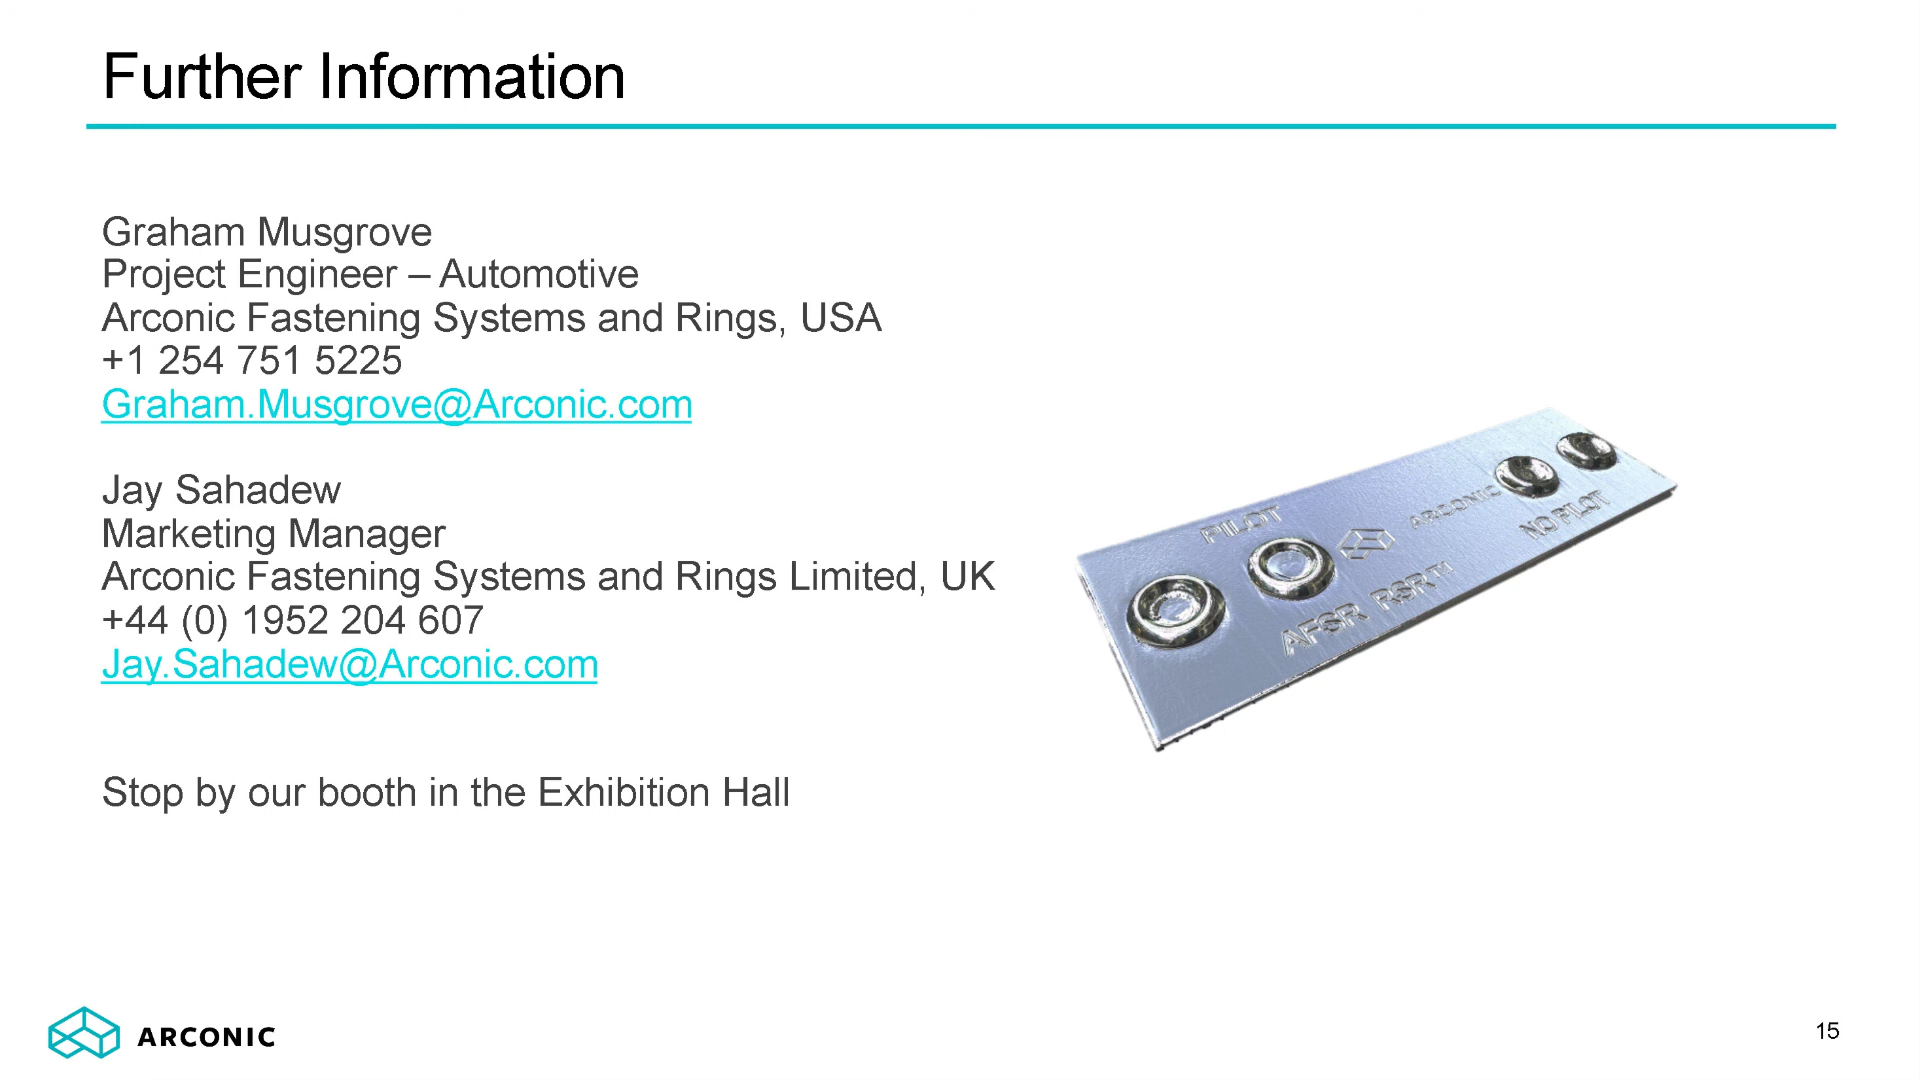 Further Information
Graham Musgrove
Project Engineer – Automotive
Arconic Fastening Systems and Rings, USA
+1 254 751 5225
Graham.Musgrove@Arconic.com
Jay Sahadew
Marketing Manager
Arconic Fastening Systems and Rings Limited, UK
+44 (0) 1952 204 607
Jay.Sahadew@Arconic.com
Stop by our booth in the Exhibition Hall
PILOT
ARCONIC
NO PILOT
AFSR RSR™
ARCONIC
15